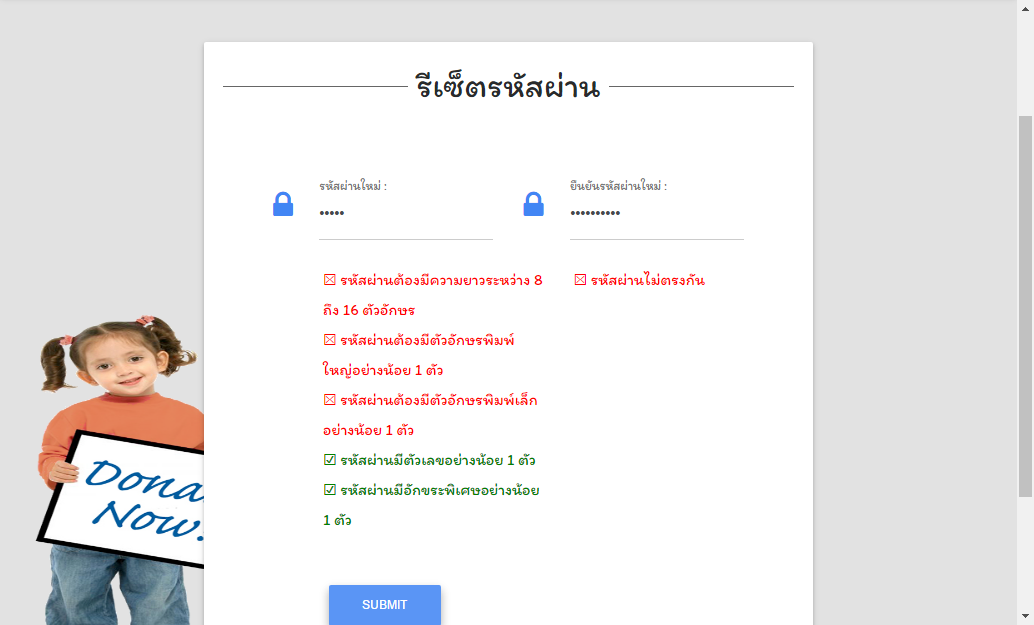 รีเซ็ตรหัสผ่าน
รหัสผ่านใหม่ :
•••••
ยืนยันรหัสผ่านใหม่ :
••••••••••
☒ รหัสผ่านต้องมีความยาวระหว่าง 8
ถึง 16 ตัวอักษร
☒ รหัสผ่านต้องมีตัวอักษรพิมพ์
ใหญ่อย่างน้อย 1 ตัว
☒ รหัสผ่านต้องมีตัวอักษรพิมพ์เล็ก
อย่างน้อย 1 ตัว
☑ รหัสผ่านมีตัวเลขอย่างน้อย 1 ตัว
☑ รหัสผ่านมีอักขระพิเศษอย่างน้อย
1 ตัว
☒ รหัสผ่านไม่ตรงกัน
Dona
Now.
SUBMIT